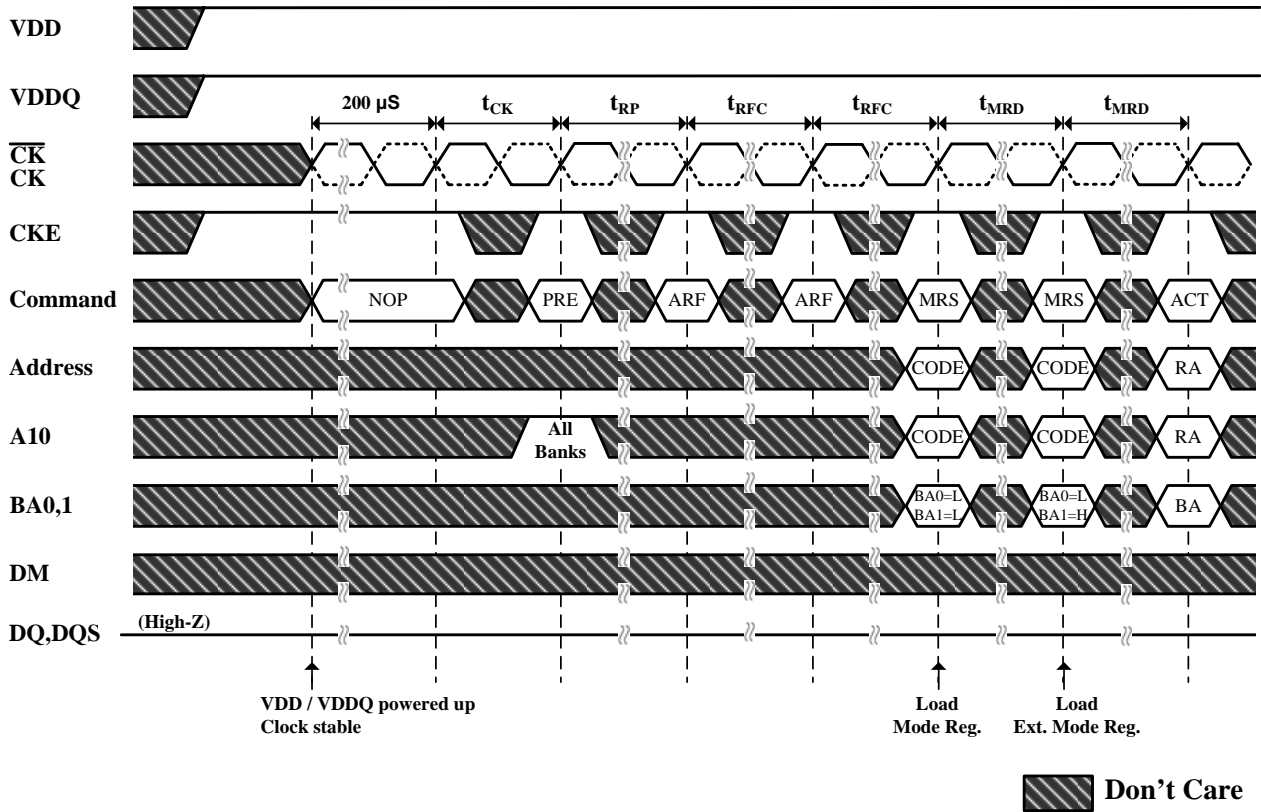 VDD
VDDQ
200 µS tCK tRP tRFC tRFC tMRD tMRD
CK
CK
CKE
Command NOP PRE ARF ARF MRS MRS ACT
Address CODE CODE RA
A10 All Banks CODE CODE RA
BA0,1 BA0=L BA1=L BA0=L BA1=H BA
DM
DQ,DQS (High-Z)
VDD / VDDQ powered up
Clock stable
Load
Mode Reg.
Load
Ext. Mode Reg.
Don't Care